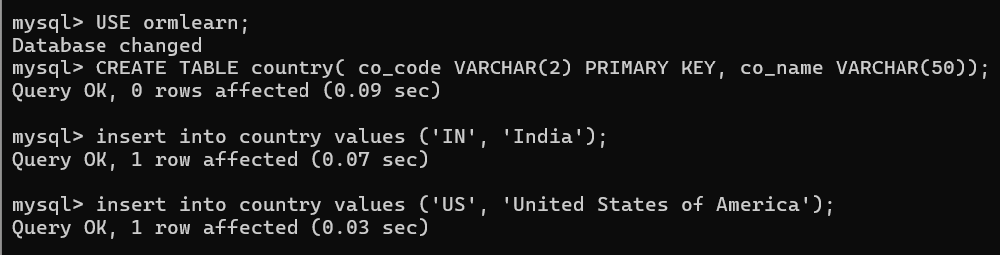 mysql> USE ormlearn;
Database changed
mysql> CREATE TABLE country( co_code VARCHAR(2) PRIMARY KEY, co_name VARCHAR(50));
Query OK, 0 rows affected (0.09 sec)
mysql> insert into country values ('IN', 'India');
Query OK, 1 row affected (0.07 sec)
mysql> insert into country values ('US', 'United States of America');
Query OK, 1 row affected (0.03 sec)